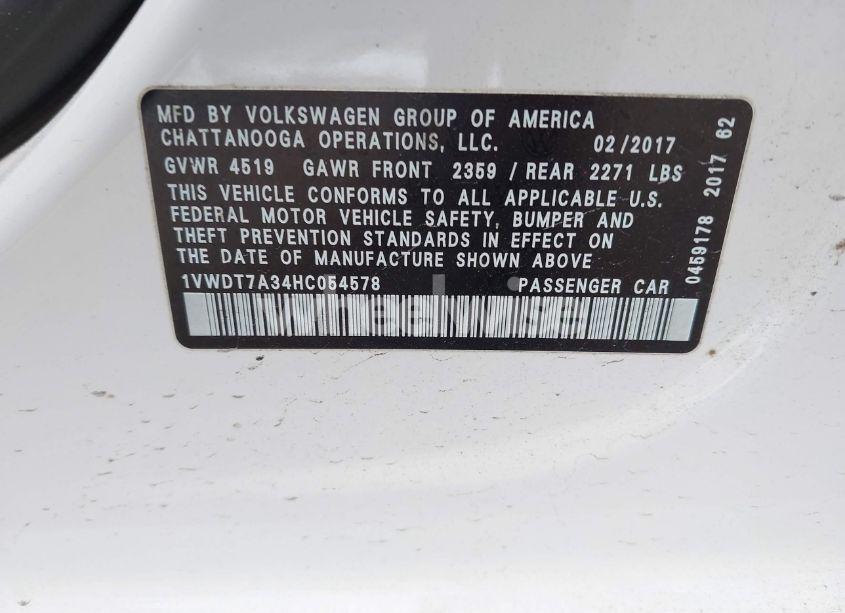 MFD BY VOLKSWAGEN GROUP OF AMERICA
CHATTANOOGA OPERATIONS, LLC. 02/2017
GVWR 4519 GAWR FRONT 2359 / REAR 2271 LBS
THIS VEHICLE CONFORMS TO ALL APPLICABLE U.S.
FEDERAL MOTOR VEHICLE SAFETY, BUMPER AND
THEFT PREVENTION STANDARDS IN EFFECT ON
THE DATE OF MANUFACTURE SHOWN ABOVE
1VWDT7A34HC054578 PASSENGER CAR
0459178 2017 62
wheelwise